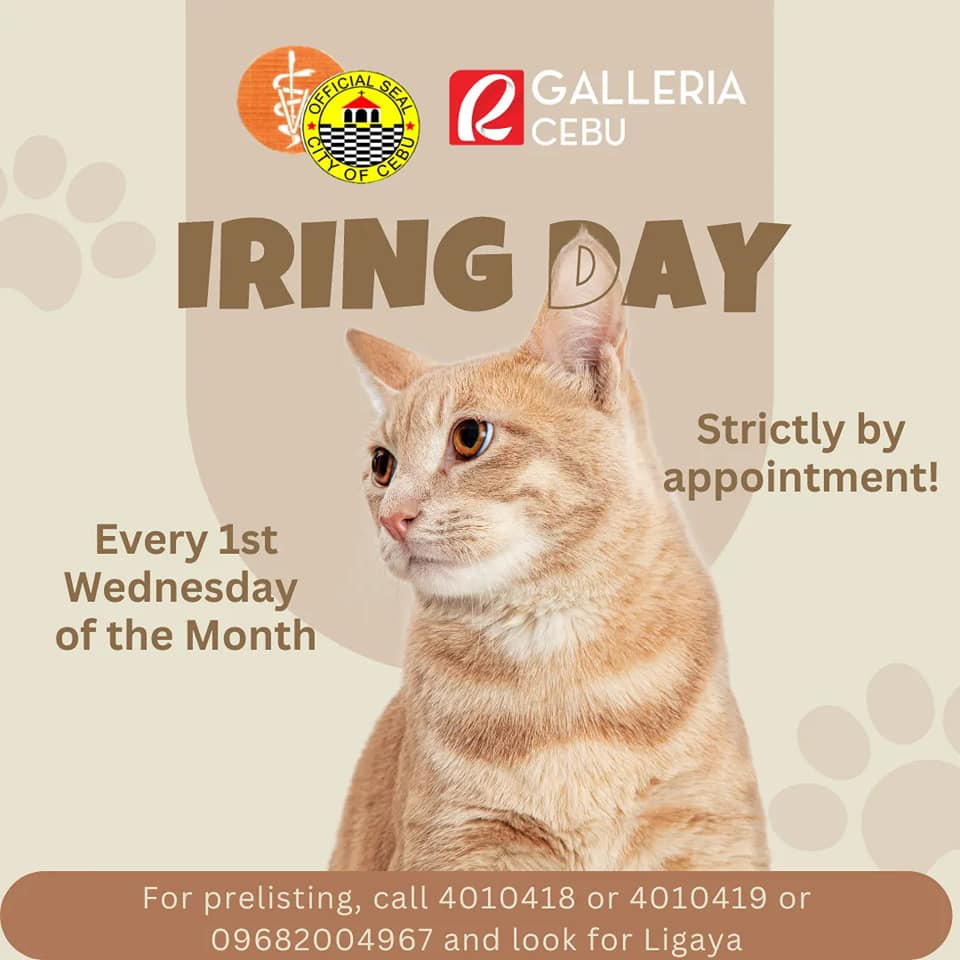 OFFICIAL SEAL
CITY OF CEBU
R GALLERIA
CEBU
IRING DAY
Strictly by
appointment!
Every 1st
Wednesday
of the Month
For prelisting, call 4010418 or 4010419 or
09682004967 and look for Ligaya